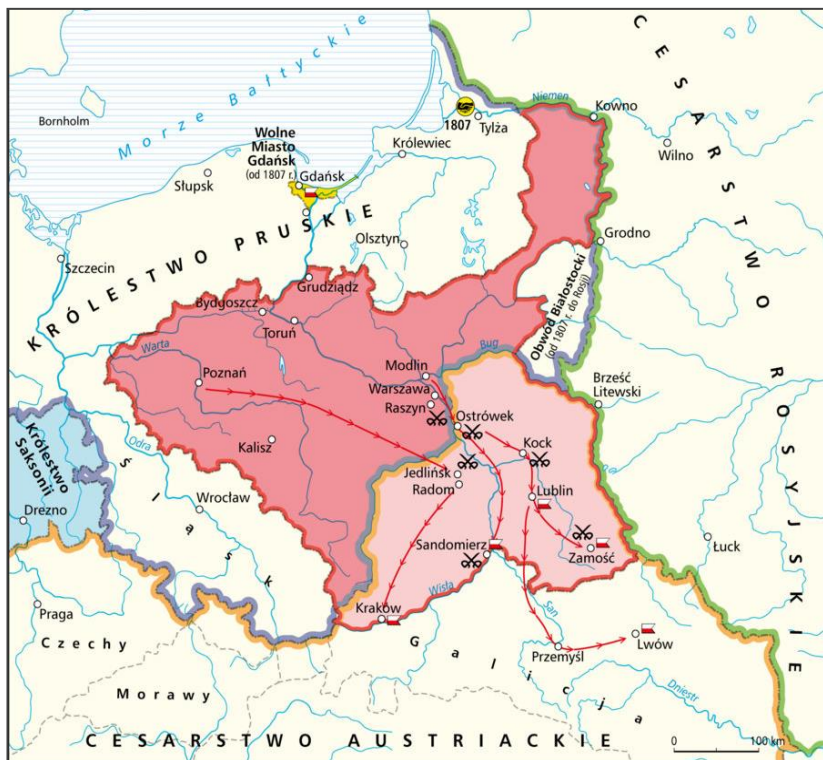 CESARSTWO ROSYJSKIE
Morze Bałtyckie
Bornholm
Niemen
Kowno
1807
Tylża
Wolne
Miasto
Gdańsk
(od 1807 r.)
Królewiec
Wilno
Słupsk
Gdańsk
KRÓLESTWO PRUSKIE
Olsztyn
Grodno
Szczecin
Grudziądz
Obwód Białostocki
(od 1807 r. do Rosji)
Bydgoszcz
Toruń
Warta
Bug
Modlin
Poznań
Warszawa
Raszyn
Brześć
Litewski
Ostrówek
Królestwo
Saksonii
Odra
Kalisz
Kock
Śląsk
Jedlińsk
Radom
Lublin
Wrocław
Drezno
Sandomierz
Zamość
Łuck
Wisła
San
Praga
Kraków
Lwów
Czechy
Przemyśl
Galicja
Dniestr
Morawy
CESARSTWO AUSTRIACKIE
0 100 km